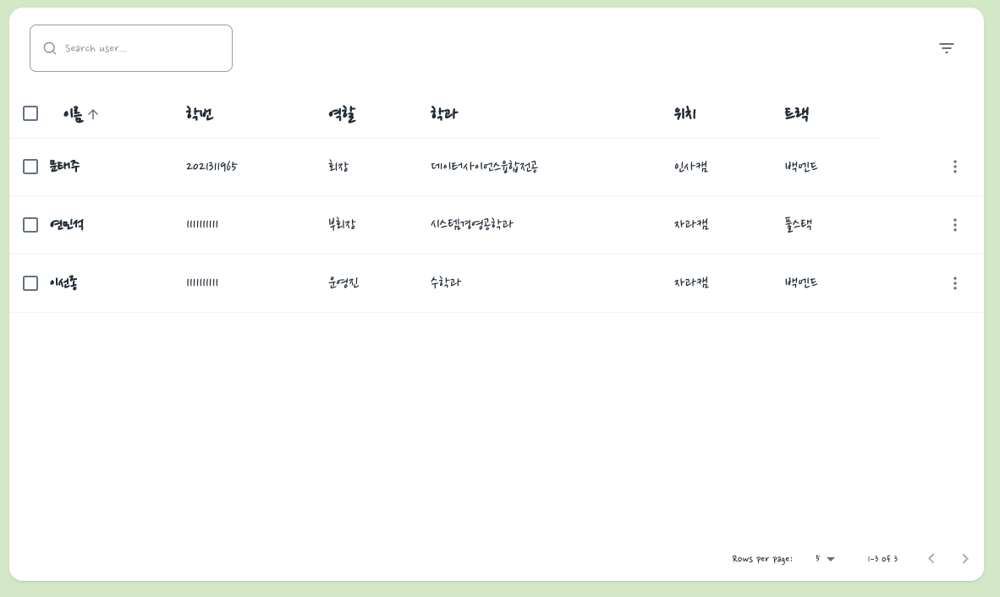 Search user...
이름 학번 역할 학과 위치 트랙
문태주 2021311965 회장 데이터사이언스융합전공 인사캠 백엔드
연민석 1111111111 부회장 시스템경영공학과 자과캠 풀스택
이선종 1111111111 운영진 수학과 자과캠 백엔드
Rows per page: 5 1-3 of 3